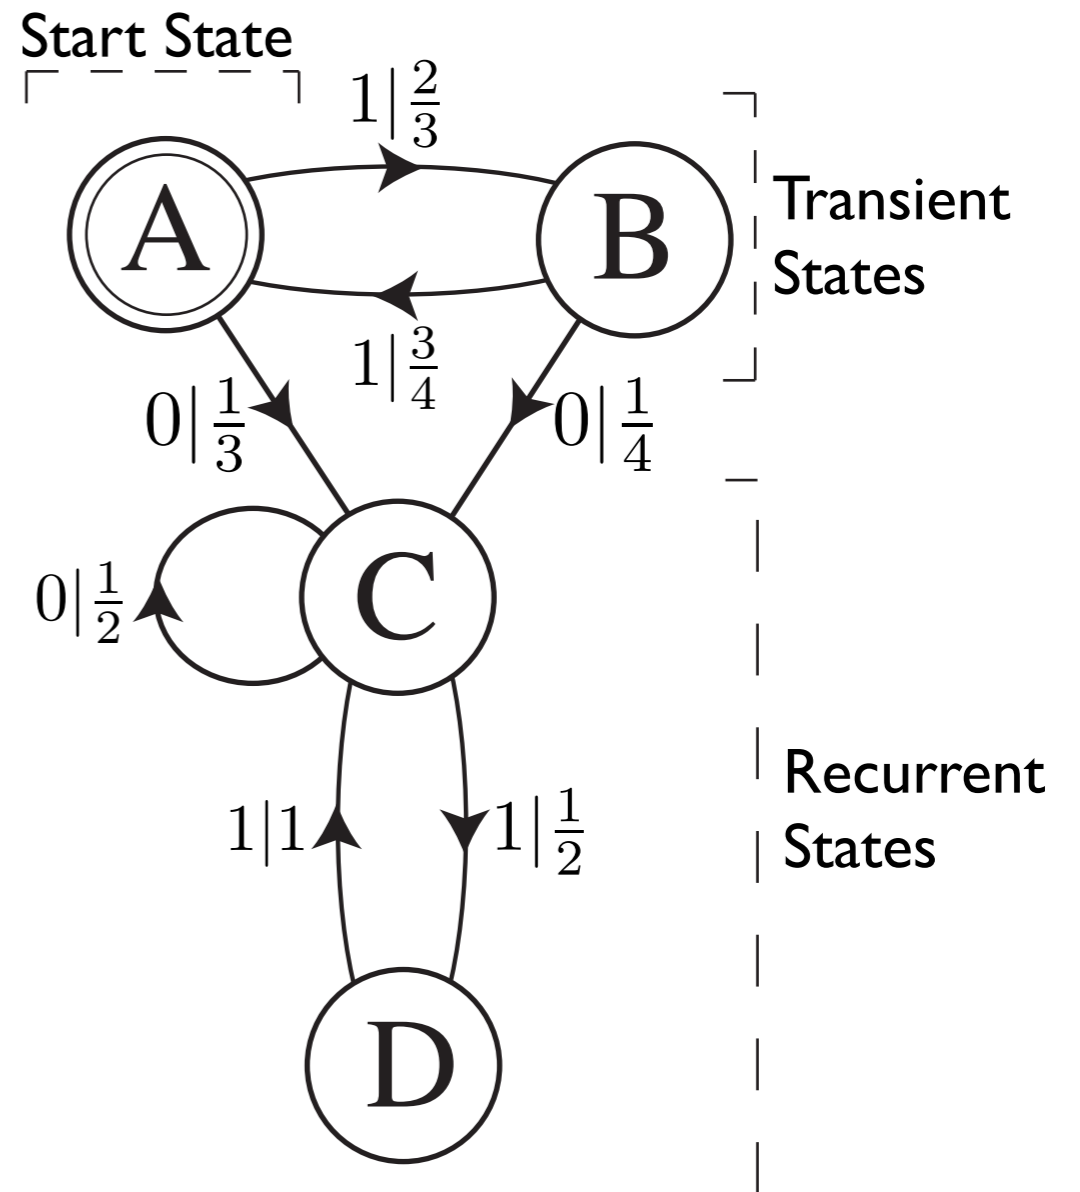 Start State
1|2/3
A
B
Transient
States
1|3/4
0|1/3
0|1/4
C
0|1/2
1|1
1|1/2
Recurrent
States
D